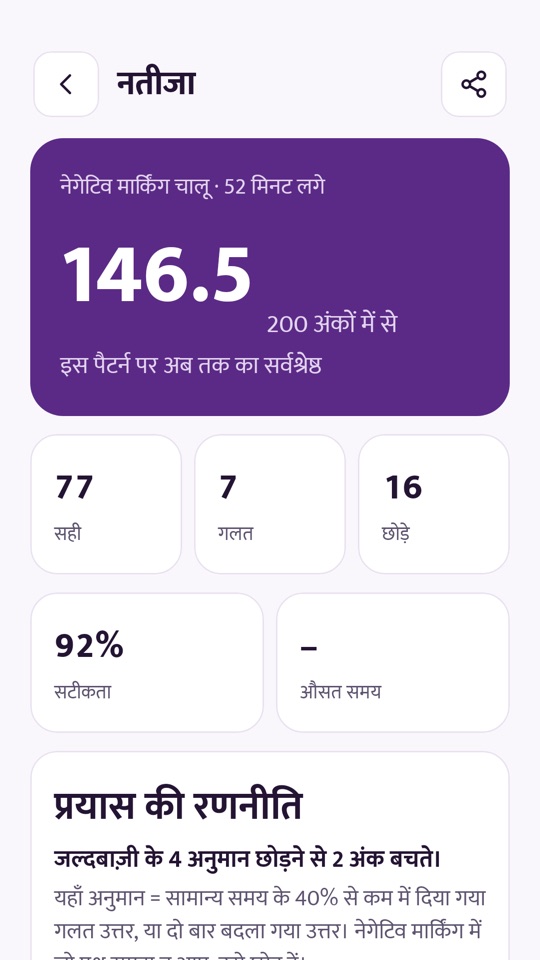 नतीजा
नेगेटिव मार्किंग चालू · 52 मिनट लगे
146.5
200 अंकों में से
इस पैटर्न पर अब तक का सर्वश्रेष्ठ
77
सही
7
गलत
16
छोड़े
92%
सटीकता
–
औसत समय
प्रयास की रणनीति
जल्दबाज़ी के 4 अनुमान छोड़ने से 2 अंक बचते।
यहाँ अनुमान = सामान्य समय के 40% से कम में दिया गया
गलत उत्तर, या दो बार बदला गया उत्तर। नेगेटिव मार्किंग में